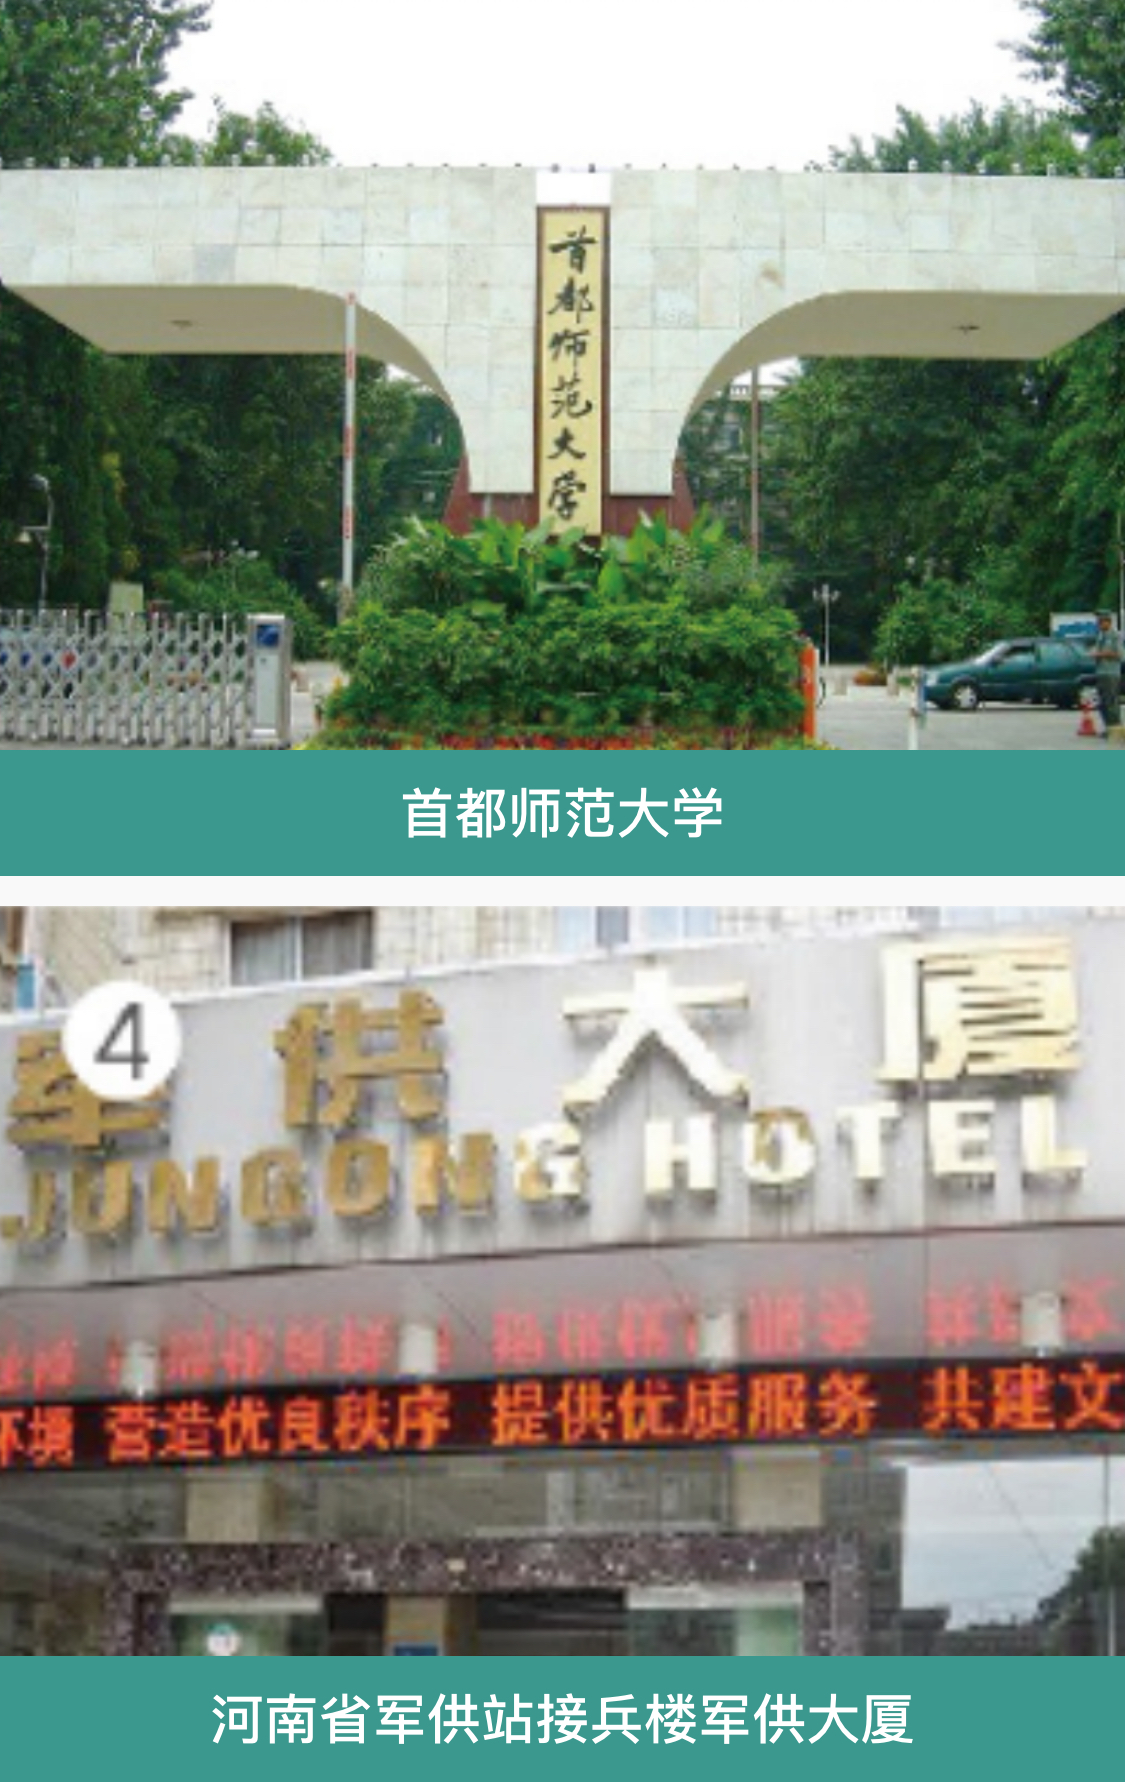 首都师范大学
首都师范大学
4
军供大厦
JUNGONG HOTEL
环境 营造优良秩序 提供优质服务 共建文
河南省军供站接兵楼军供大厦